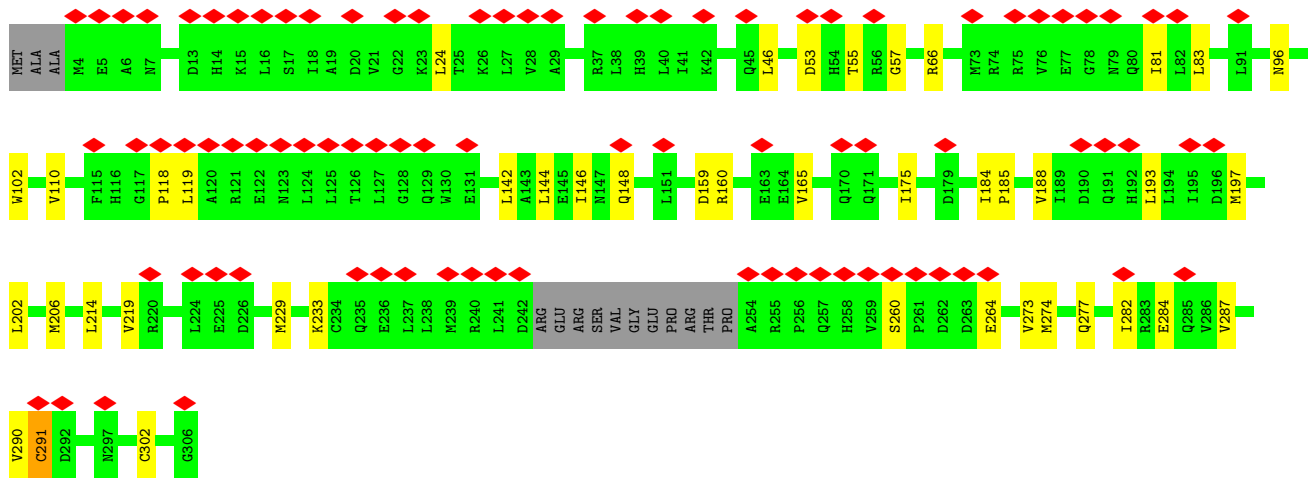 MET ALA ALA M4 E5 A6 N7 D13 H14 K15 L16 S17 I18 A19 D20 V21 G22 K23 L24 T25 K26 L27 V28 A29 R37 L38 H39 L40 I41 K42 Q45 L46 D53 H54 T55 R56 G57 R66 M73 R74 R75 V76 E77 G78 N79 Q80 I81 L82 L83 L91 N96
W102 V110 F115 H116 G117 P118 L119 A120 R121 E122 N123 L124 L125 T126 L127 G128 Q129 W130 E131 L142 A143 L144 E145 I146 N147 Q148 L151 D159 R160 E163 E164 V165 Q170 Q171 I175 D179 I184 P185 V188 I189 D190 Q191 H192 L193 L194 I195 D196 M197
L202 M206 L214 V219 R220 L224 E225 D226 M229 K233 C234 Q235 E236 L237 L238 M239 R240 L241 D242 ARG GLU ARG SER VAL GLY GLU PRO ARG THR PRO A254 R255 P256 Q257 H258 V259 S260 P261 D262 D263 E264 V273 M274 Q277 I282 R283 E284 Q285 V286 V287
V290 C291 D292 N297 C302 G306